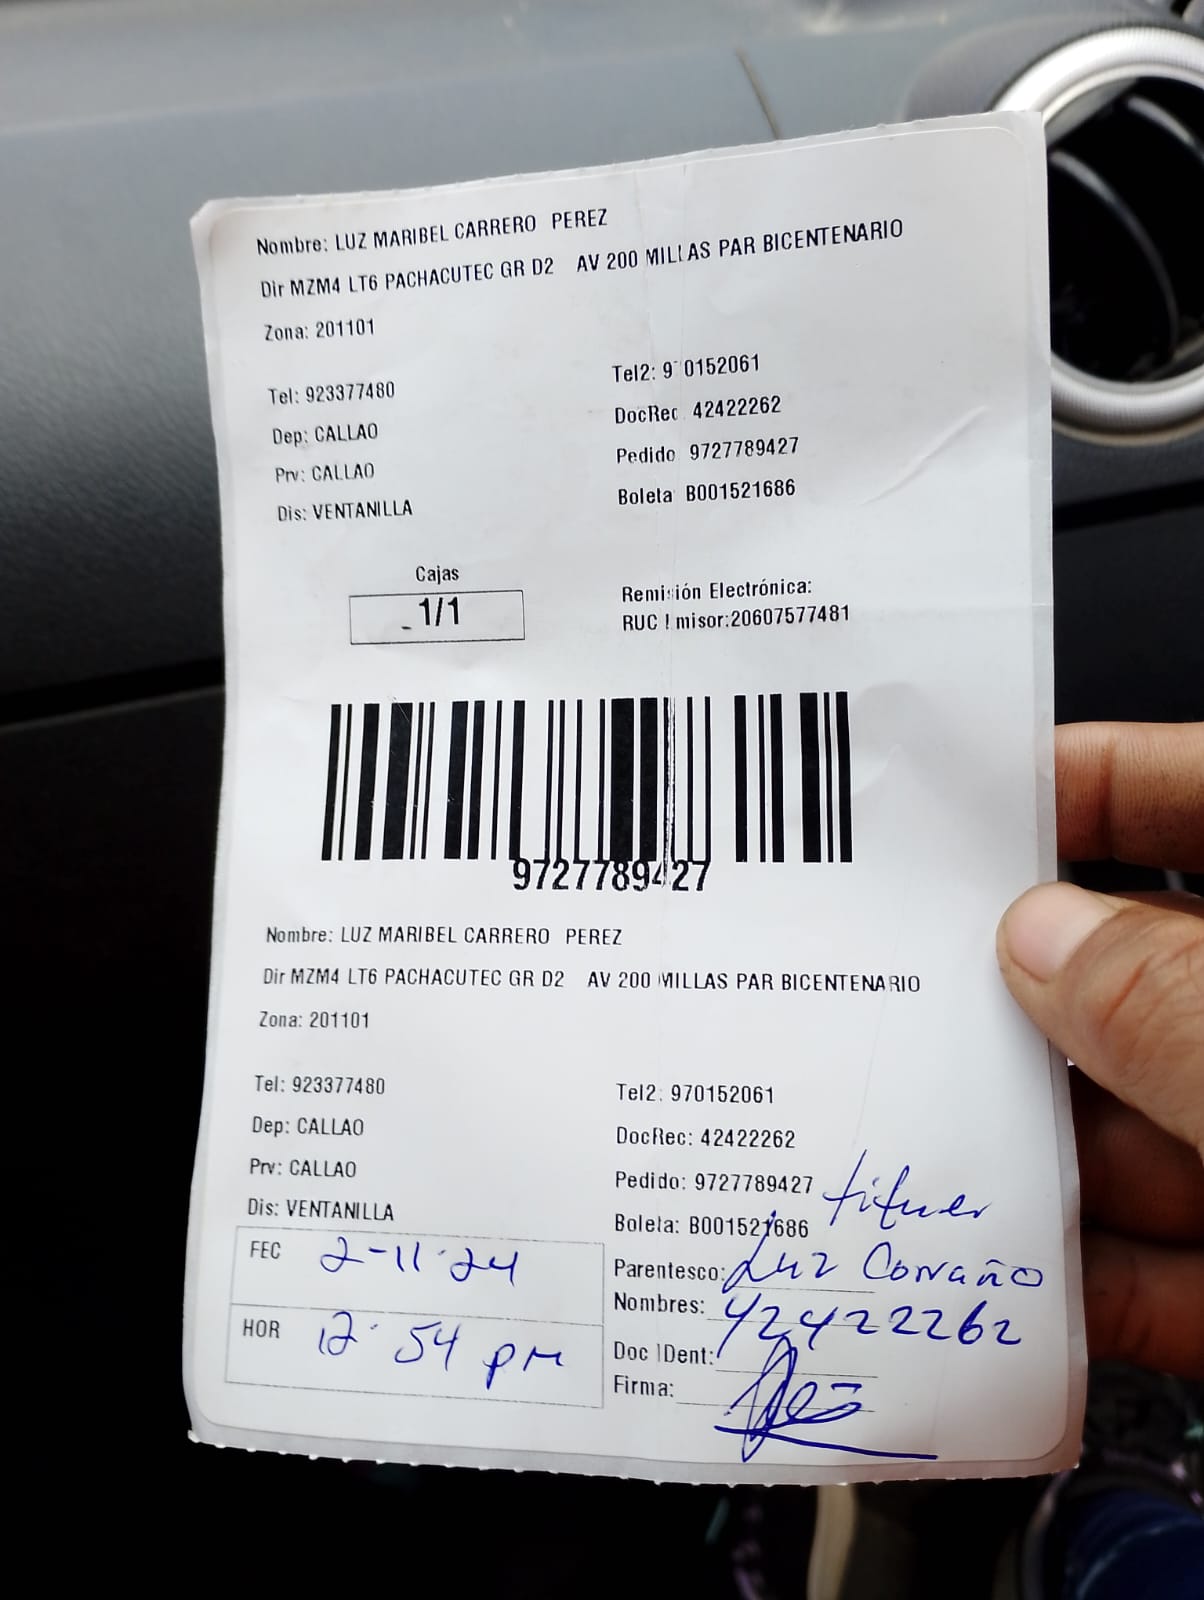 Nombre: LUZ MARIBEL CARRERO PEREZ
Dir MZM4 LT6 PACHACUTEC GR D2 AV 200 MILLAS PAR BICENTENARIO
Zona: 201101
Tel: 923377480 Tel2: 9 0152061
Dep: CALLAO DocRec 42422262
Prv: CALLAO Pedido 9727789427
Dis: VENTANILLA Boleta B001521686
Cajas
1/1
Remisión Electrónica:
RUC misor:20607577481
9727789427
Nombre: LUZ MARIBEL CARRERO PEREZ
Dir MZM4 LT6 PACHACUTEC GR D2 AV 200 MILLAS PAR BICENTENARIO
Zona: 201101
Tel: 923377480 Tel2: 970152061
Dep: CALLAO DocRec: 42422262
Prv: CALLAO Pedido: 9727789427
Dis: VENTANILLA Boleta: B001521686
FEC 2-11-24
HOR 12:54 pm
Parentesco: Luz
Nombres: 42422262
Doc IDent:
Firma: